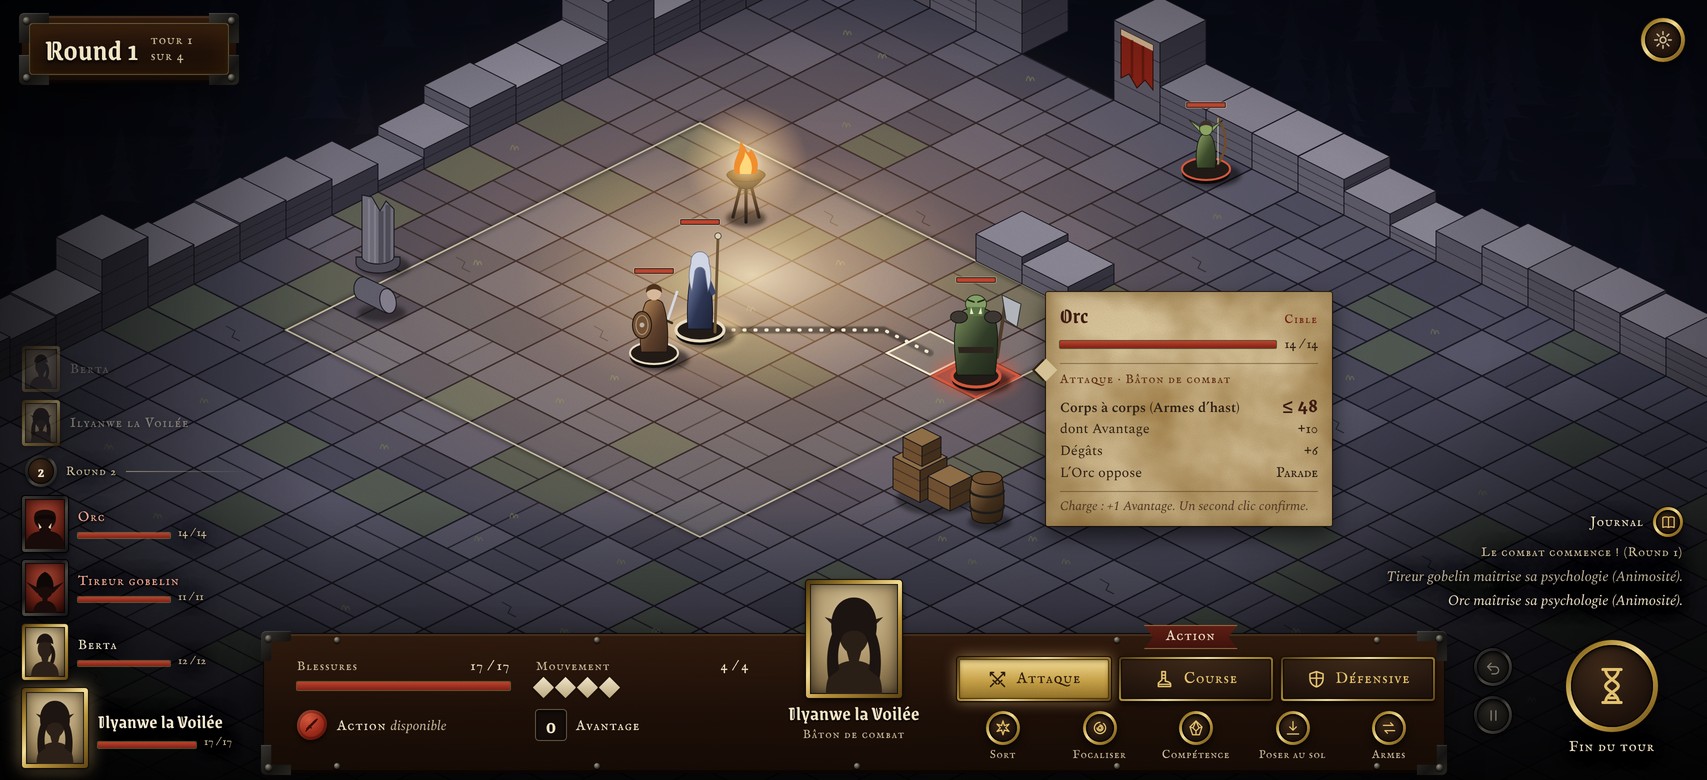 Round 1
Tour 1
sur 4
Orc
Cible
14/14
Attaque · Bâton de combat
Corps à corps (Armes d'hast) ≤ 48
dont Avantage +10
Dégâts +6
L'Orc oppose Parade
Charge : +1 Avantage. Un second clic confirme.
Berta
Ilyanwe la Voilée
2 Round 2
Orc
14/14
Tireur gobelin
11/11
Berta
12/12
Ilyanwe la Voilée
17/17
Journal
Le combat commence ! (Round 1)
Tireur gobelin maîtrise sa psychologie (Animosité).
Orc maîtrise sa psychologie (Animosité).
Blessures 17/17
Mouvement 4/4
Action disponible
0 Avantage
Ilyanwe la Voilée
Bâton de combat
Action
Attaque
Course
Défensive
Sort
Focaliser
Compétence
Poser au sol
Armes
Fin du tour